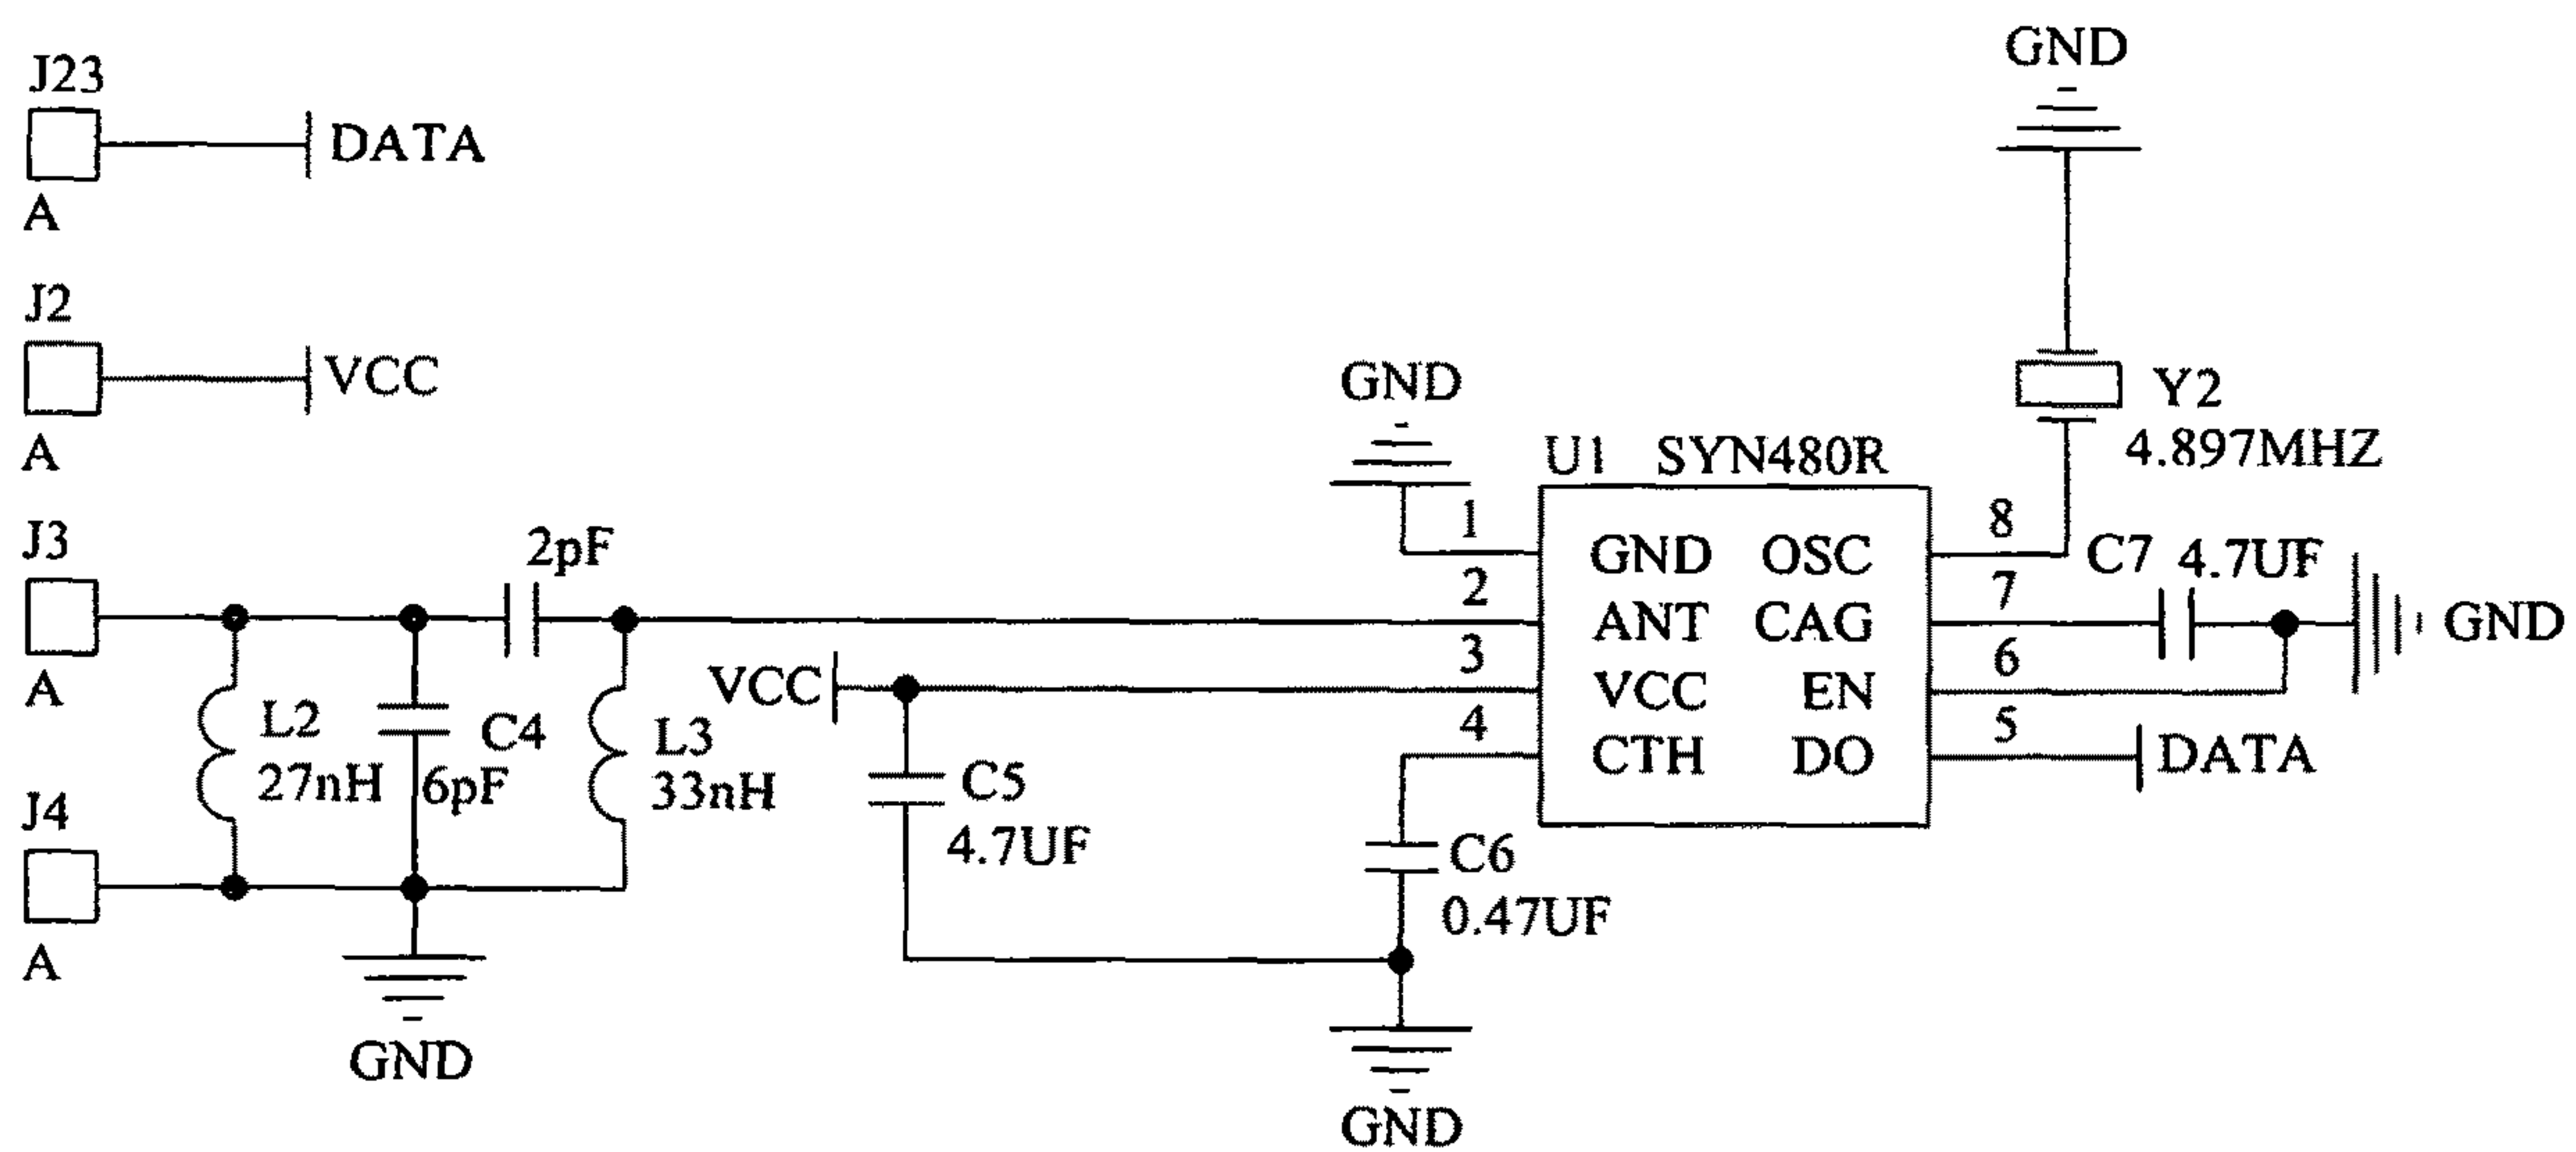 J23
DATA
A
J2
VCC
A
J3
A
J4
A
2pF
L2
27nH
C4
6pF
L3
33nH
GND
VCC
C5
4.7UF
GND
C6
0.47UF
GND
U1 SYN480R
1
2
3
4
GND OSC
ANT CAG
VCC EN
CTH DO
8
7
6
5
GND
Y2
4.897MHZ
C7 4.7UF
GND
DATA